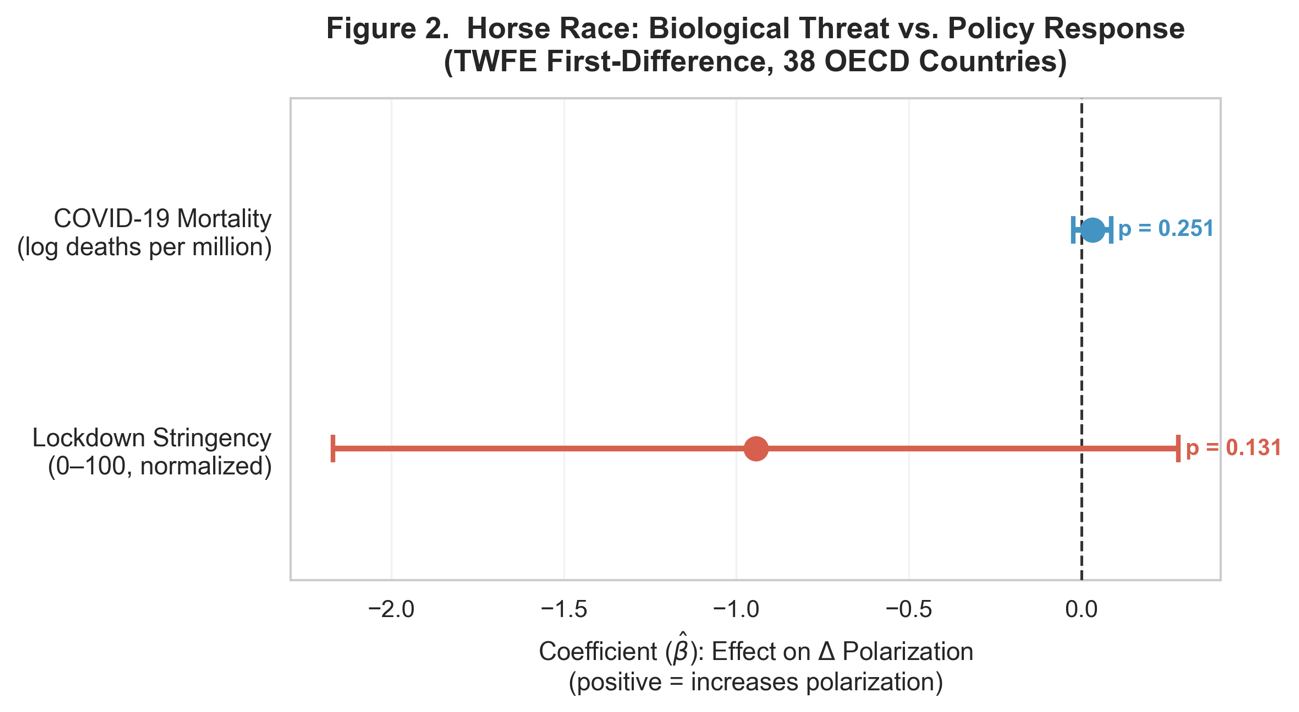 Figure 2.  Horse Race: Biological Threat vs. Policy Response
(TWFE First-Difference, 38 OECD Countries)
COVID-19 Mortality
(log deaths per million)
p = 0.251
Lockdown Stringency
(0–100, normalized)
p = 0.131
−2.0 −1.5 −1.0 −0.5 0.0
Coefficient (β̂): Effect on Δ Polarization
(positive = increases polarization)